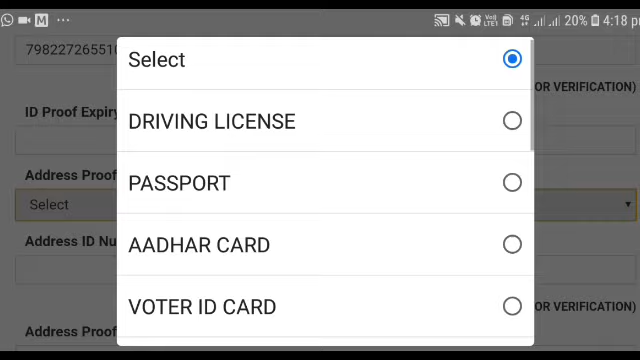 M ... 4G 20% 4:18 pm
798227265510
OR VERIFICATION)
ID Proof Expiry
Address Proof
Select
Address ID Nu
OR VERIFICATION)
Address Proof
Select
DRIVING LICENSE
PASSPORT
AADHAR CARD
VOTER ID CARD